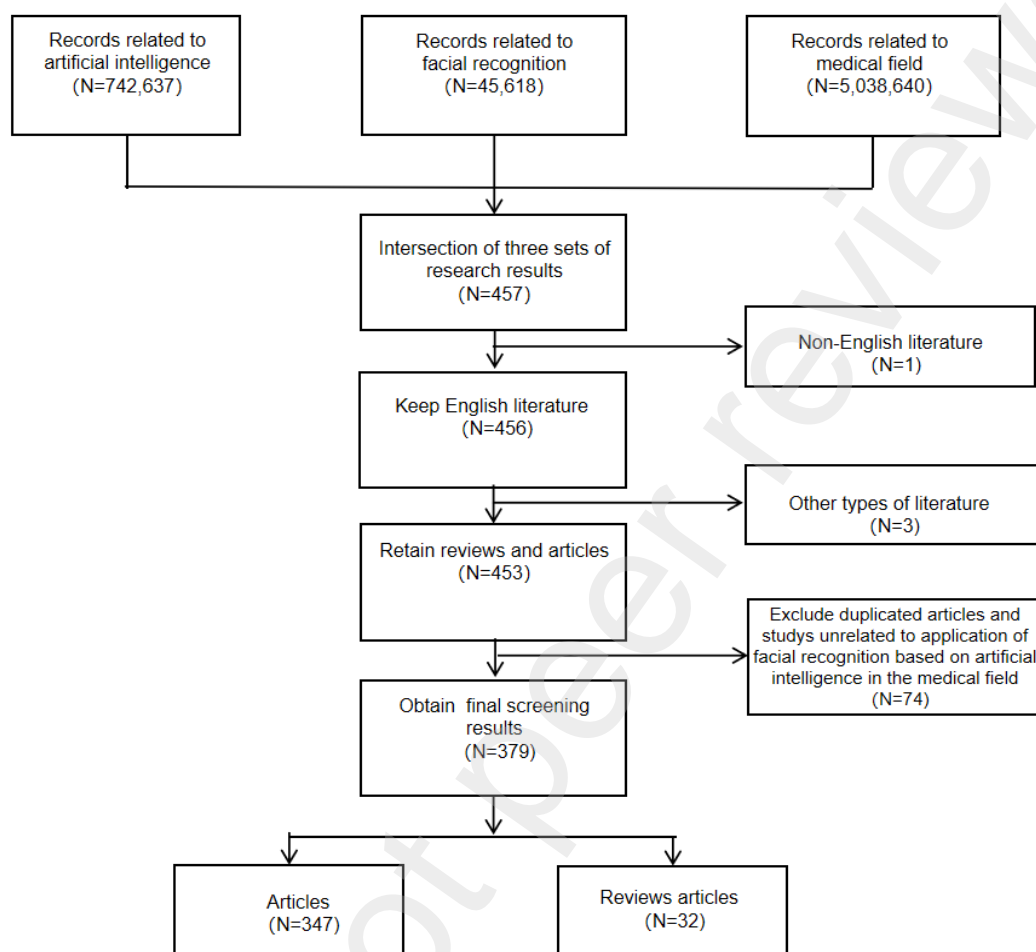 Records related to
artificial intelligence
(N=742,637)
Records related to
facial recognition
(N=45,618)
Records related to
medical field
(N=5,038,640)
Intersection of three sets of
research results
(N=457)
Non-English literature
(N=1)
Keep English literature
(N=456)
Other types of literature
(N=3)
Retain reviews and articles
(N=453)
Exclude duplicated articles and
studys unrelated to application of
facial recognition based on artificial
intelligence in the medical field
(N=74)
Obtain final screening
results
(N=379)
Articles
(N=347)
Reviews articles
(N=32)
ot peer review